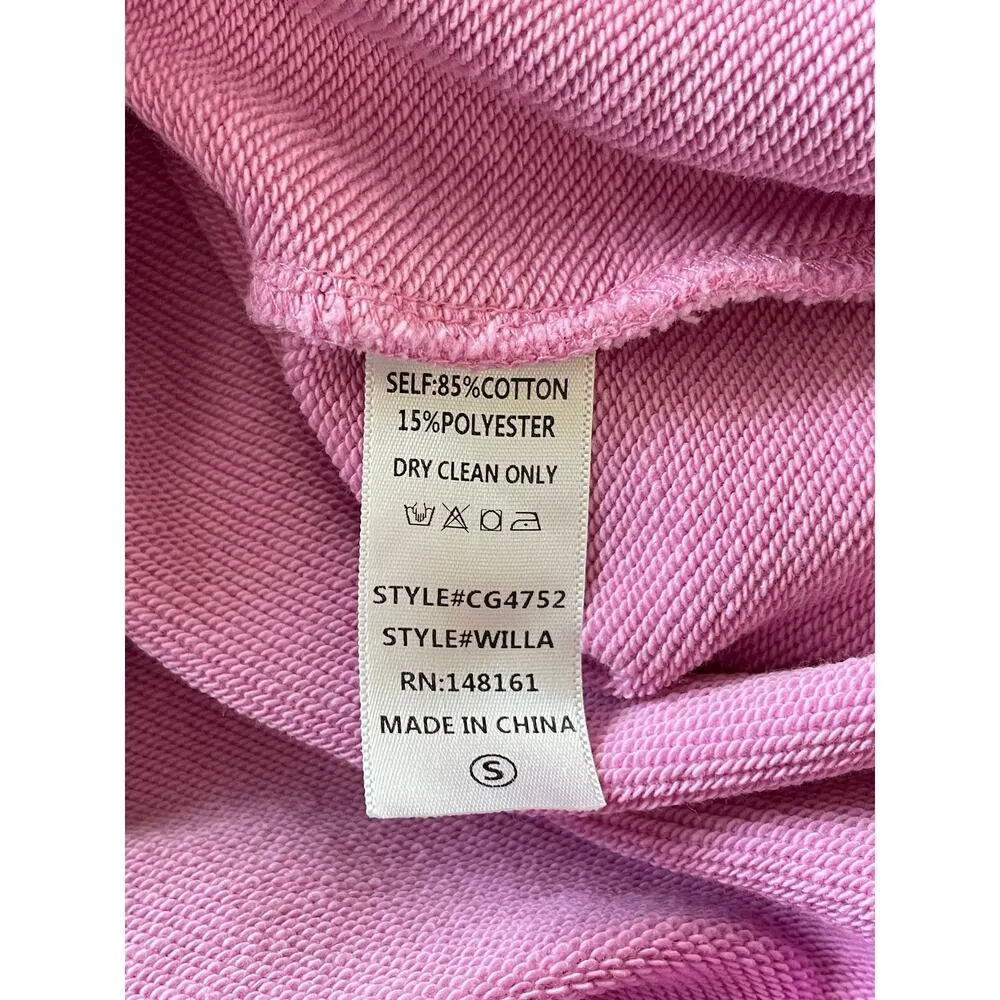 SELF:85%COTTON
15%POLYESTER
DRY CLEAN ONLY
STYLE#CG4752
STYLE#WILLA
RN:148161
MADE IN CHINA
S